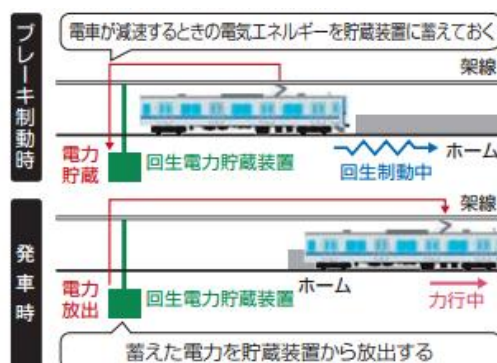 ブレーキ制動時
電車が減速するときの電気エネルギーを貯蔵装置に蓄えておく
架線
電力
貯蔵
回生電力貯蔵装置
回生制動中
ホーム
発車時
架線
電力
放出
回生電力貯蔵装置
ホーム
力行中
蓄えた電力を貯蔵装置から放出する